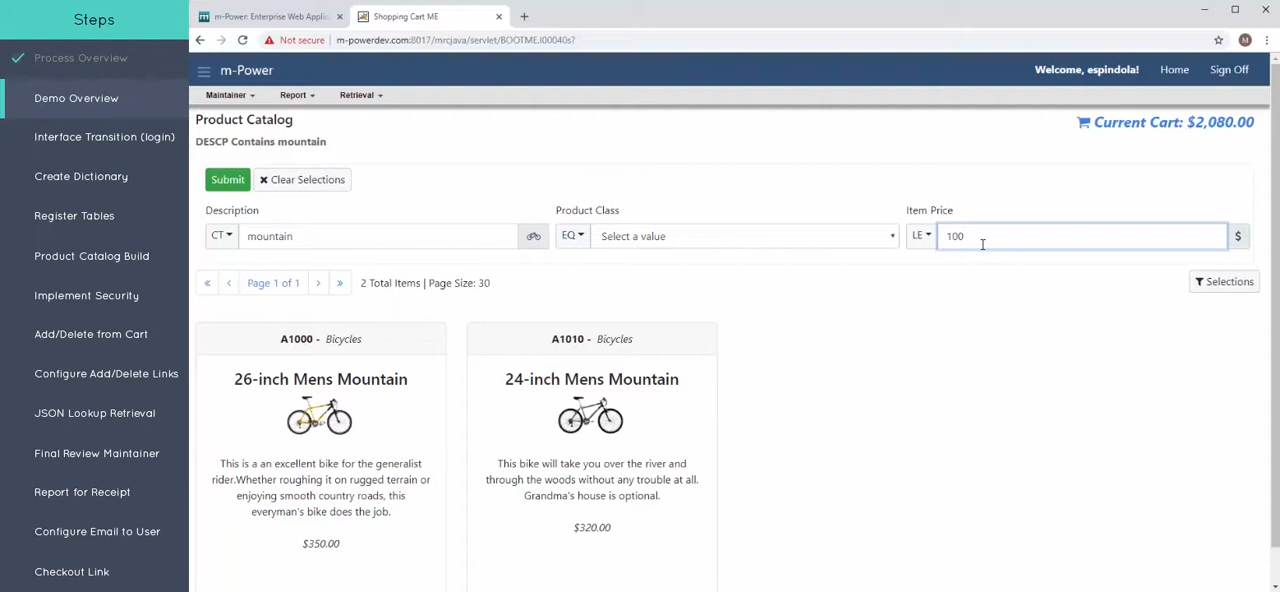 Steps
Process Overview
Demo Overview
Interface Transition (login)
Create Dictionary
Register Tables
Product Catalog Build
Implement Security
Add/Delete from Cart
Configure Add/Delete Links
JSON Lookup Retrieval
Final Review Maintainer
Report for Receipt
Configure Email to User
Checkout Link
m-Power: Enterprise Web Applic
Shopping Cart ME
Not secure | m-powerdev.com:8017/mrcjava/servlet/BOOTME.I00040s?
M
m-Power
Welcome, espindola! Home Sign Off
Maintainer Report Retrieval
Product Catalog
Current Cart: $2,080.00
DESCP Contains mountain
Submit Clear Selections
Description Product Class Item Price
CT mountain EQ Select a value LE 100 $
« ‹ Page 1 of 1 › » 2 Total Items | Page Size: 30 Selections
A1000 - Bicycles
26-inch Mens Mountain
This is a an excellent bike for the generalist
rider.Whether roughing it on rugged terrain or
enjoying smooth country roads, this
everyman's bike does the job.
$350.00
A1010 - Bicycles
24-inch Mens Mountain
This bike will take you over the river and
through the woods without any trouble at all.
Grandma's house is optional.
$320.00